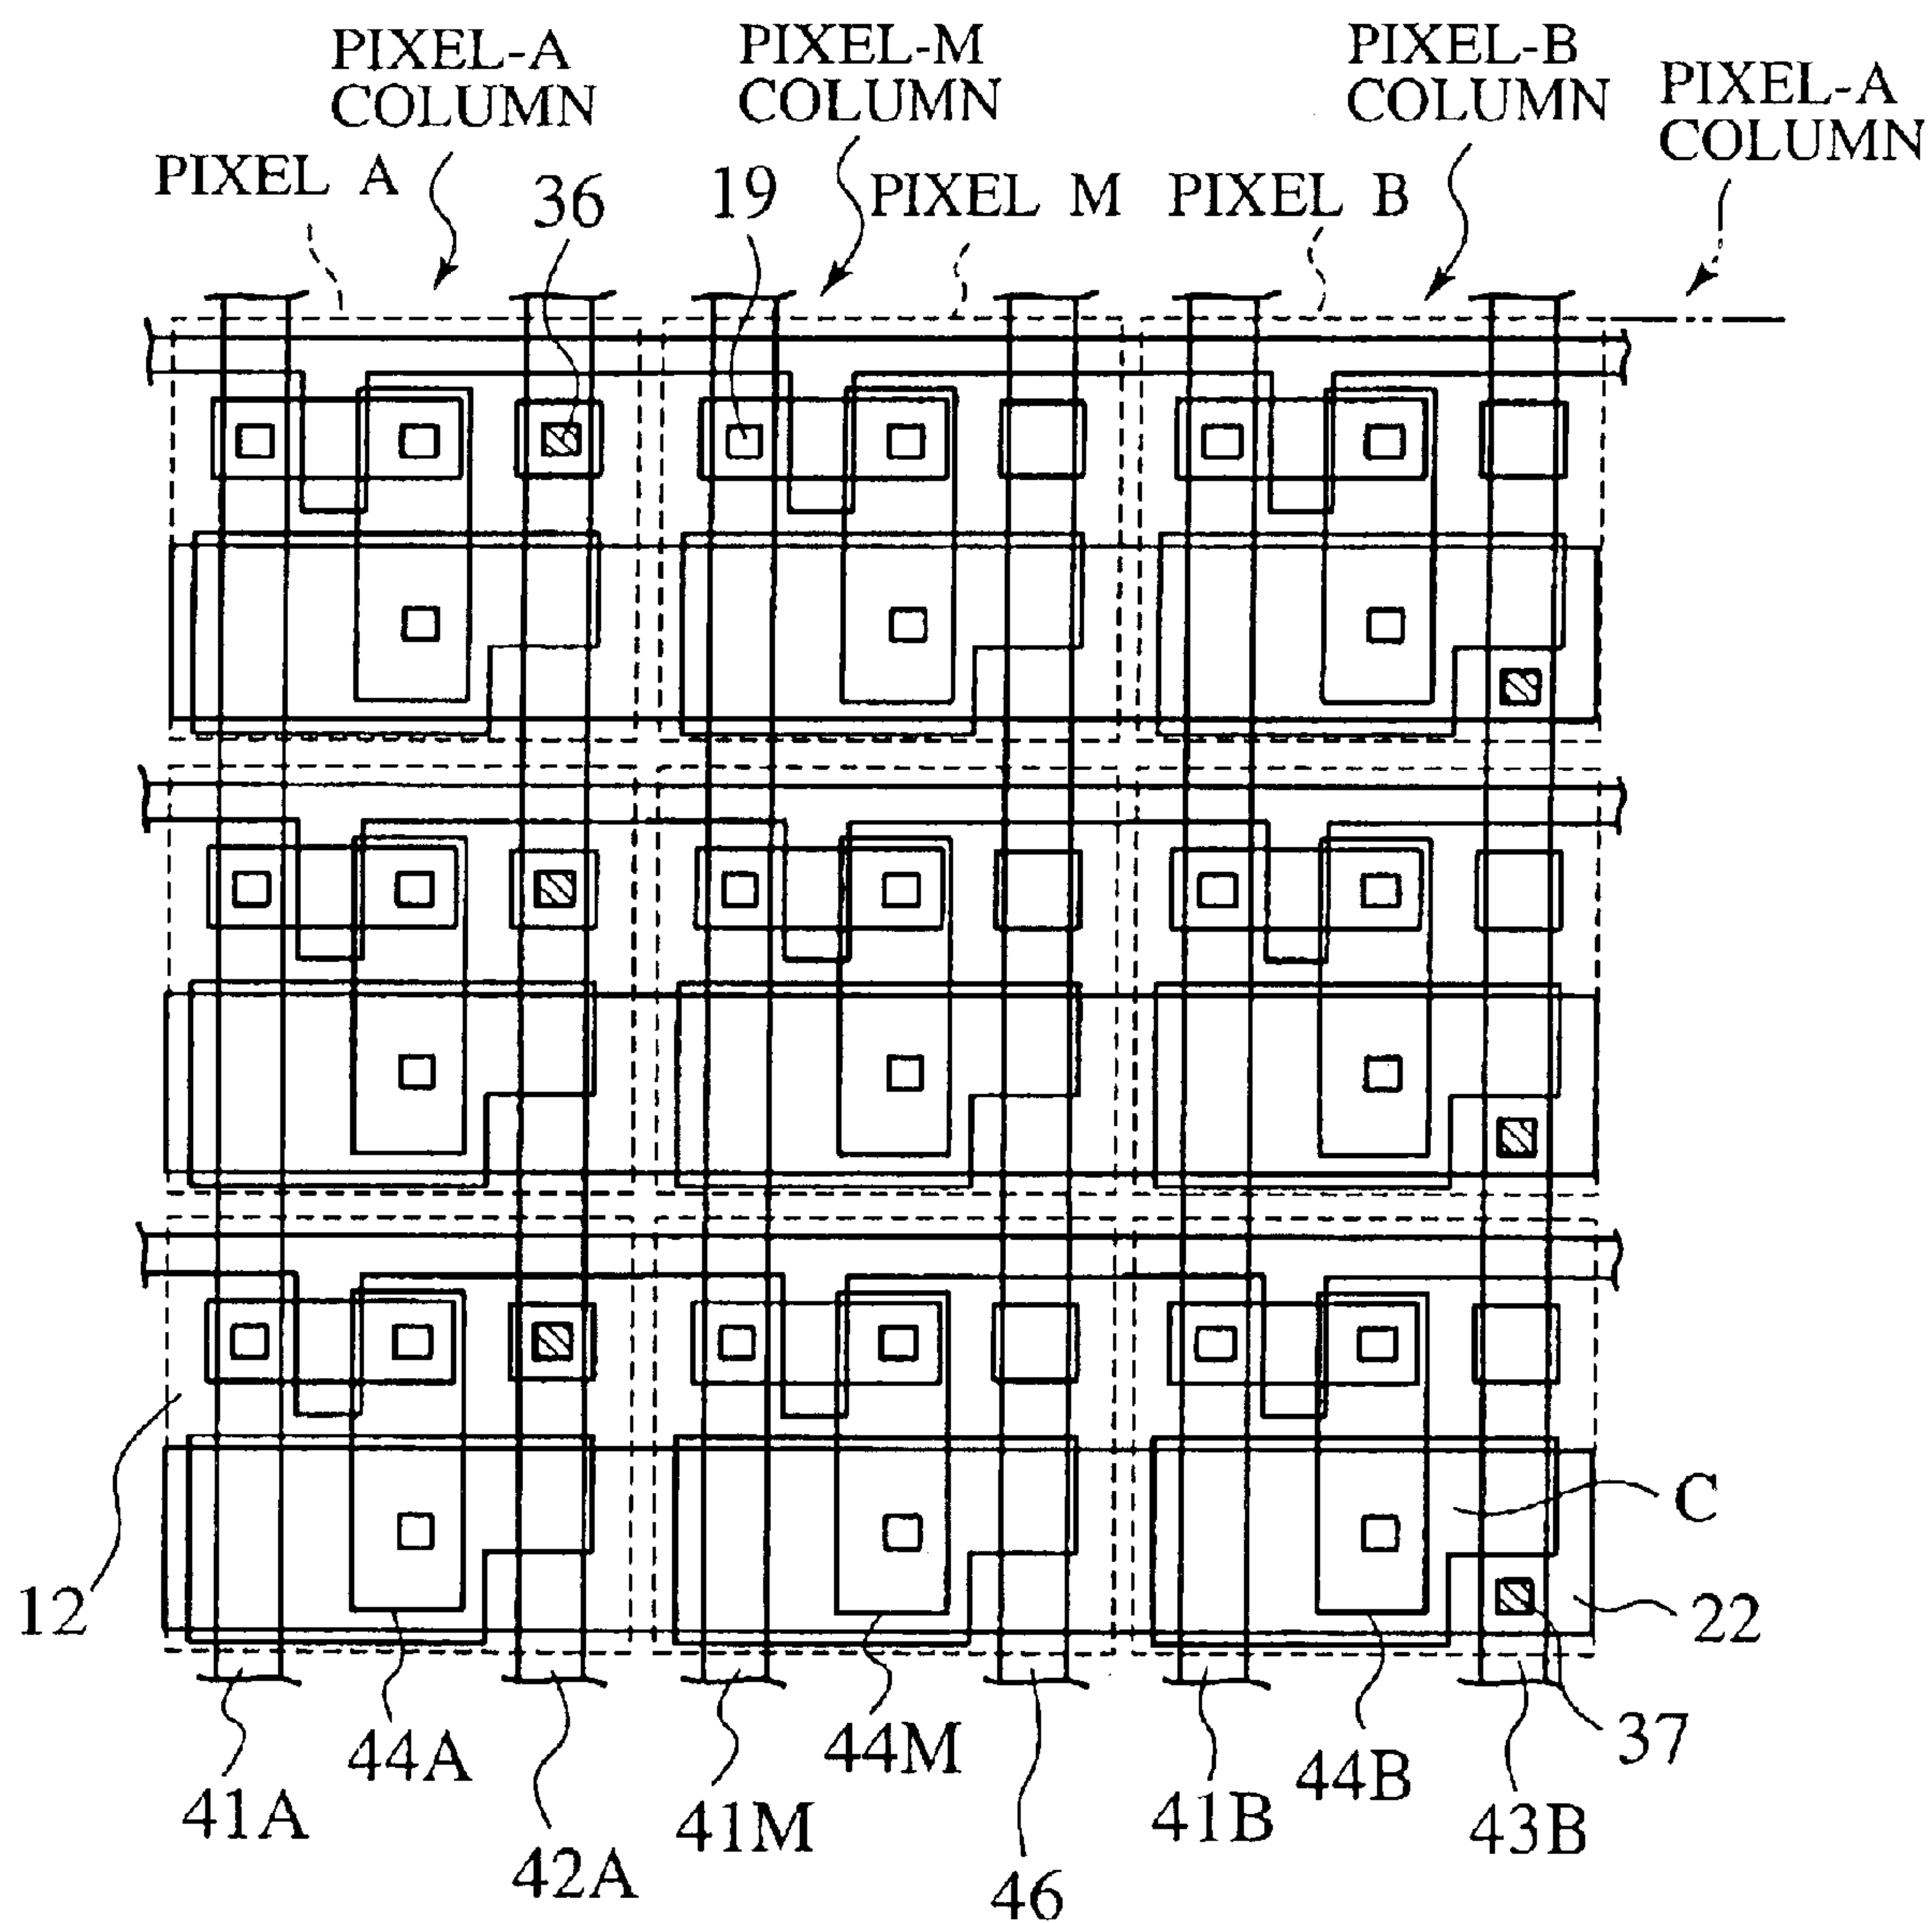 PIXEL-A
COLUMN
PIXEL-M
COLUMN
PIXEL-B
COLUMN
PIXEL-A
COLUMN
PIXEL A
36
19
PIXEL M
PIXEL B
12
C
22
37
44A
44M
44B
41A
41M
41B
43B
42A
46